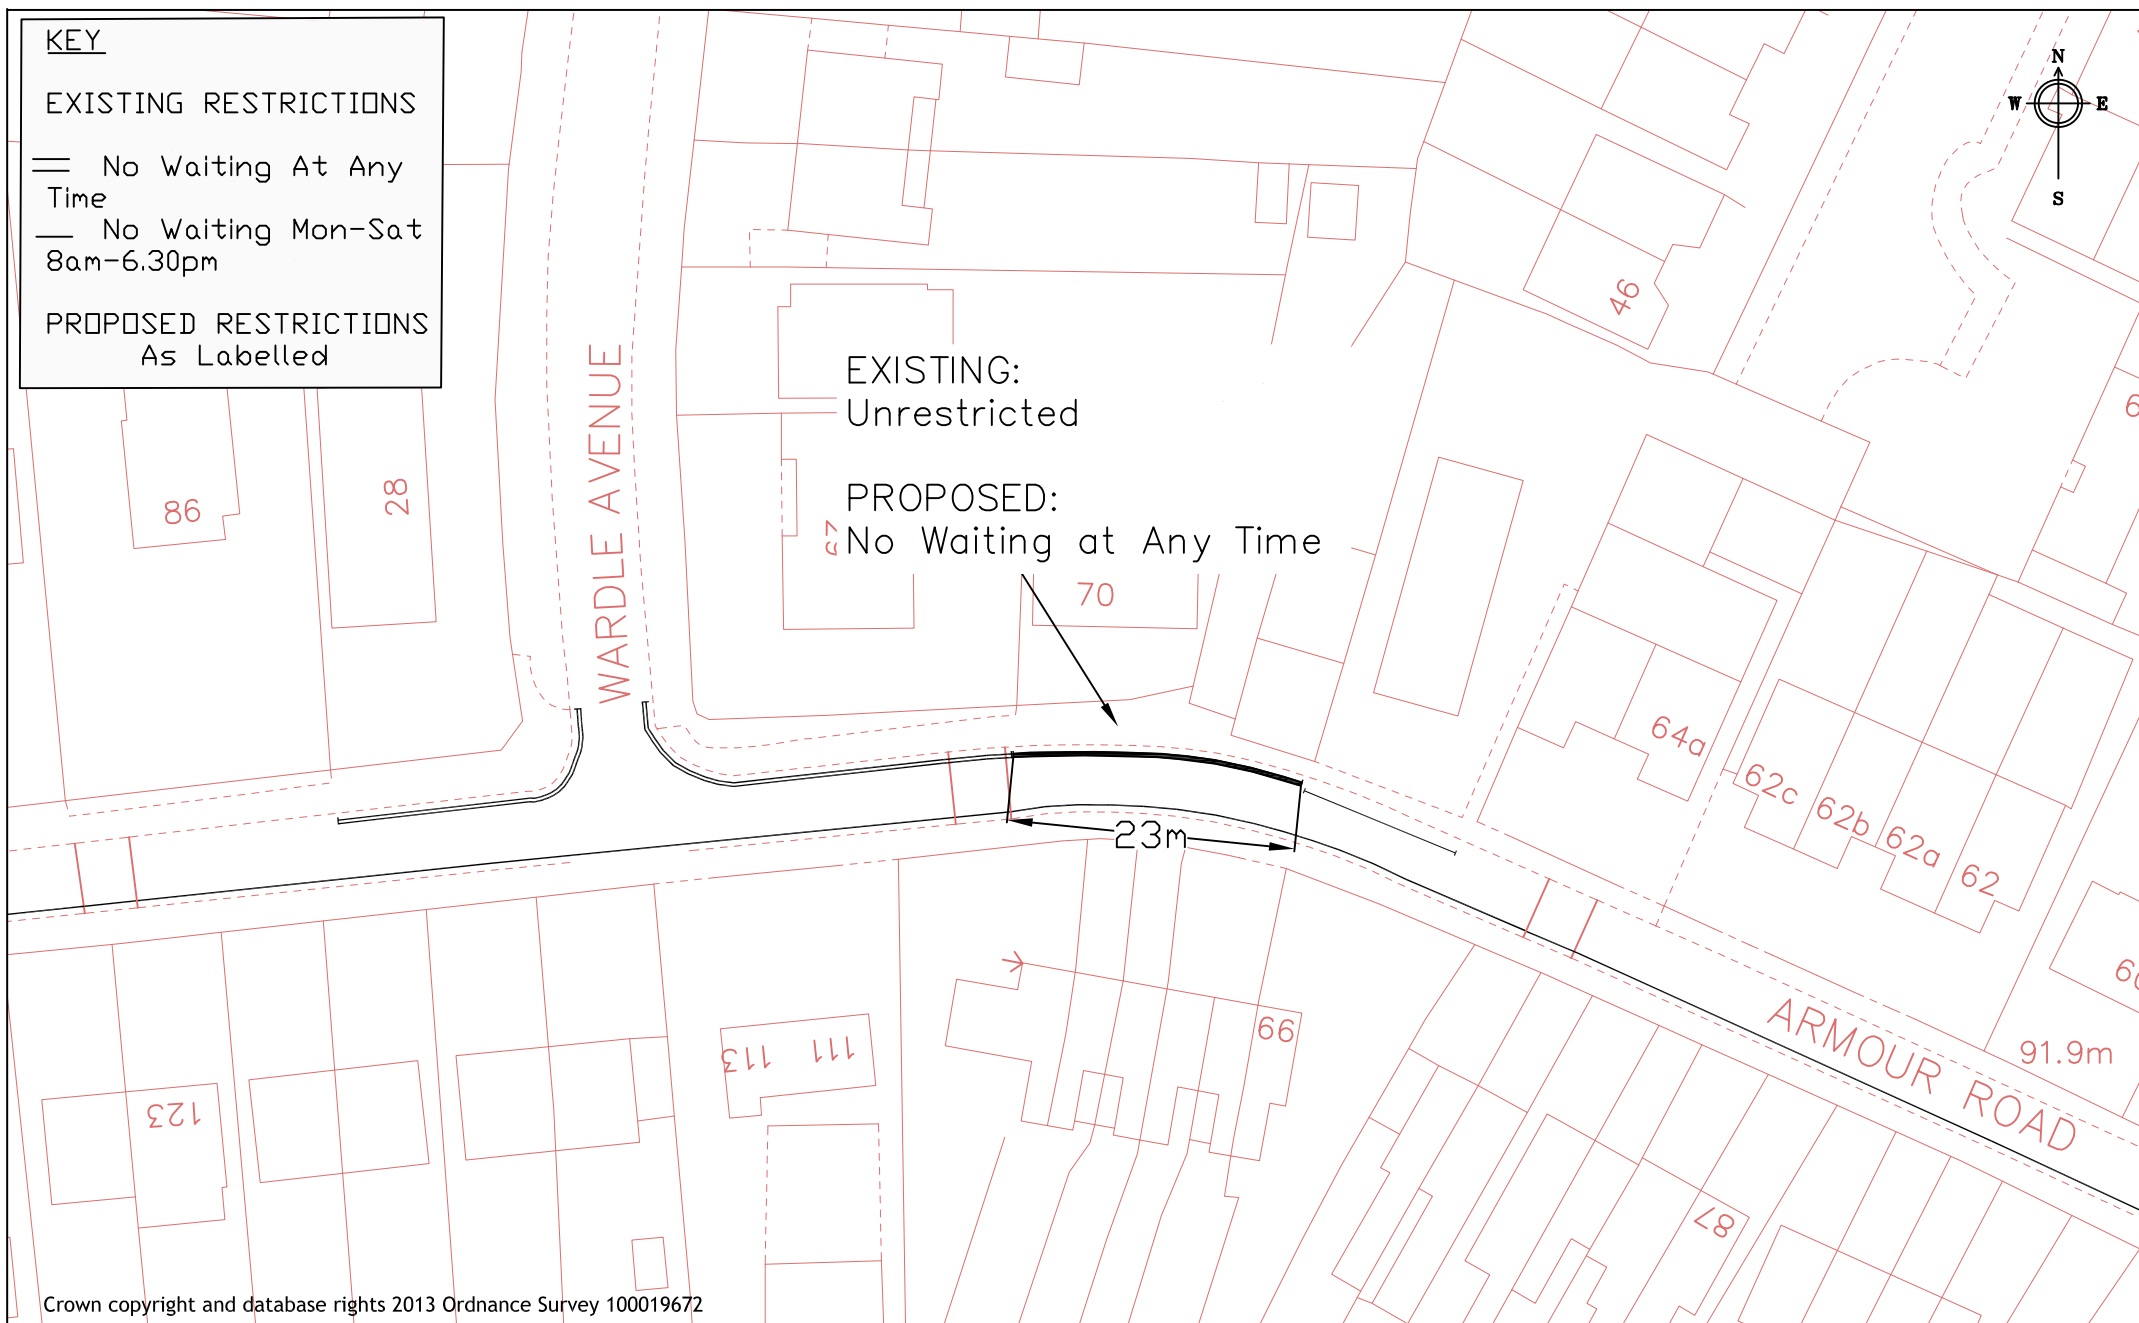 KEY
EXISTING RESTRICTIONS
No Waiting At Any
Time
No Waiting Mon-Sat
8am-6.30pm
PROPOSED RESTRICTIONS
As Labelled
N
W E
S
46
EXISTING:
Unrestricted
PROPOSED:
No Waiting at Any Time
WARDLE AVENUE
86
28
67
70
64a
62c
62b
62a
62
23m
66
111
113
123
87
91.9m
ARMOUR ROAD
Crown copyright and database rights 2013 Ordnance Survey 100019672